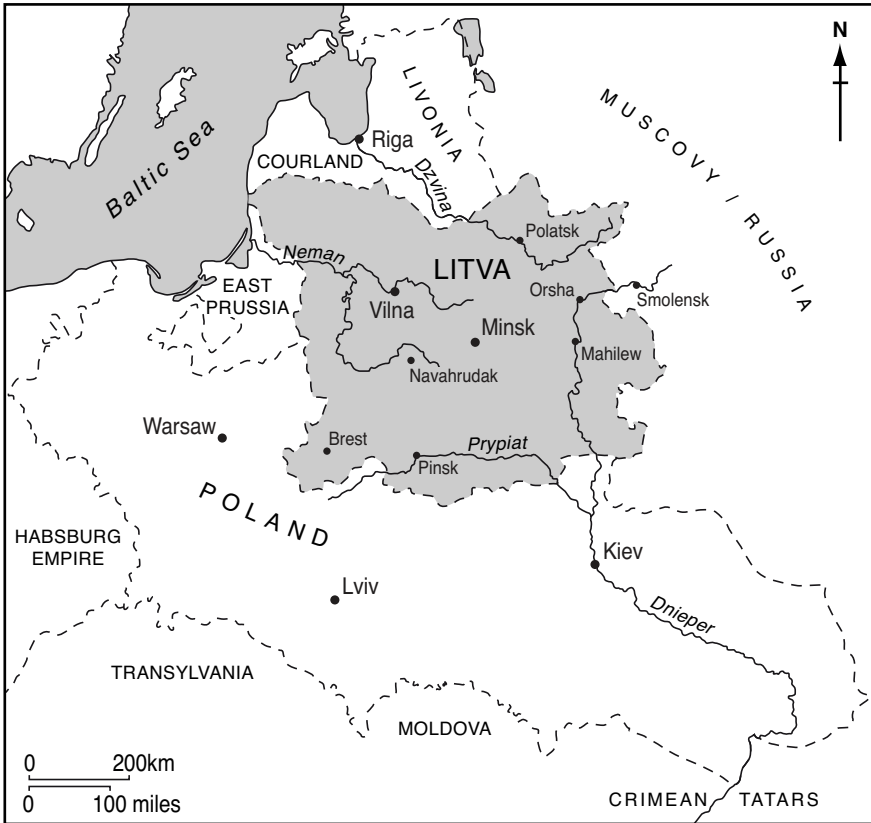 N
LIVONIA
MUSCOVY / RUSSIA
Baltic Sea
Riga
COURLAND
Dzvina
Polatsk
Neman
LITVA
EAST
PRUSSIA
Orsha
Smolensk
Vilna
Minsk
Mahilew
Navahrudak
Warsaw
Brest
Prypiat
Pinsk
POLAND
HABSBURG
EMPIRE
Kiev
Lviv
Dnieper
TRANSYLVANIA
MOLDOVA
0 200km
0 100 miles
CRIMEAN TATARS